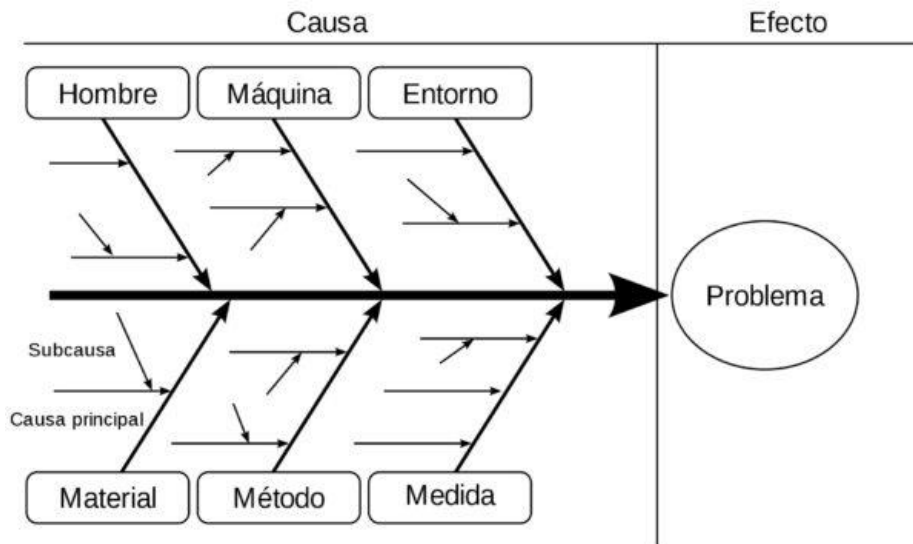 Causa
Efecto
Hombre
Máquina
Entorno
Problema
Subcausa
Causa principal
Material
Método
Medida